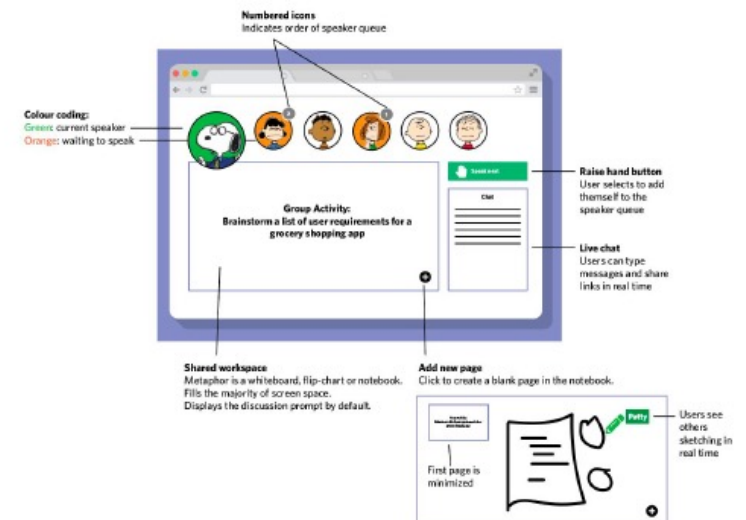 Numbered icons
Indicates order of speaker queue
Colour coding:
Green: current speaker
Orange: waiting to speak
2
1
Raise hand button
User selects to add
themself to the
speaker queue
Group Activity:
Brainstorm a list of user requirements for a
grocery shopping app
Chat
Live chat
Users can type
messages and share
links in real time
Shared workspace
Metaphor is a whiteboard, flip-chart or notebook.
Fills the majority of screen space.
Displays the discussion prompt by default.
Add new page
Click to create a blank page in the notebook.
First page is
minimized
Patty
Users see
others
sketching in
real time